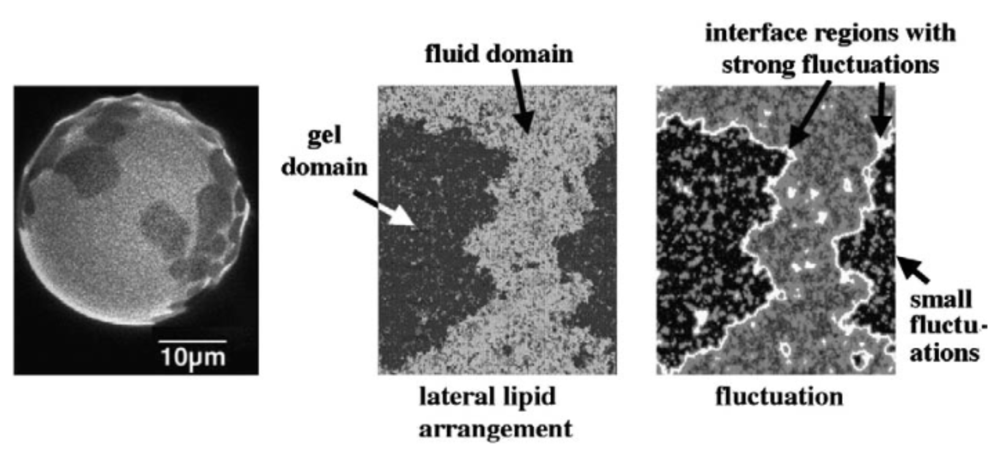 10µm
gel
domain
fluid domain
lateral lipid
arrangement
interface regions with
strong fluctuations
small
fluctu-
ations
fluctuation